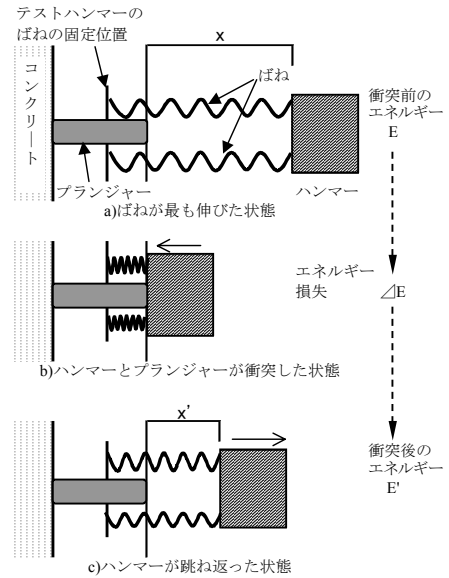 テストハンマーの
ばねの固定位置
x
コンクリート
ばね
衝突前の
エネルギー
E
プランジャー
ハンマー
a)ばねが最も伸びた状態
エネルギー
損失
⊿E
b)ハンマーとプランジャーが衝突した状態
x’
衝突後の
エネルギー
E'
c)ハンマーが跳ね返った状態